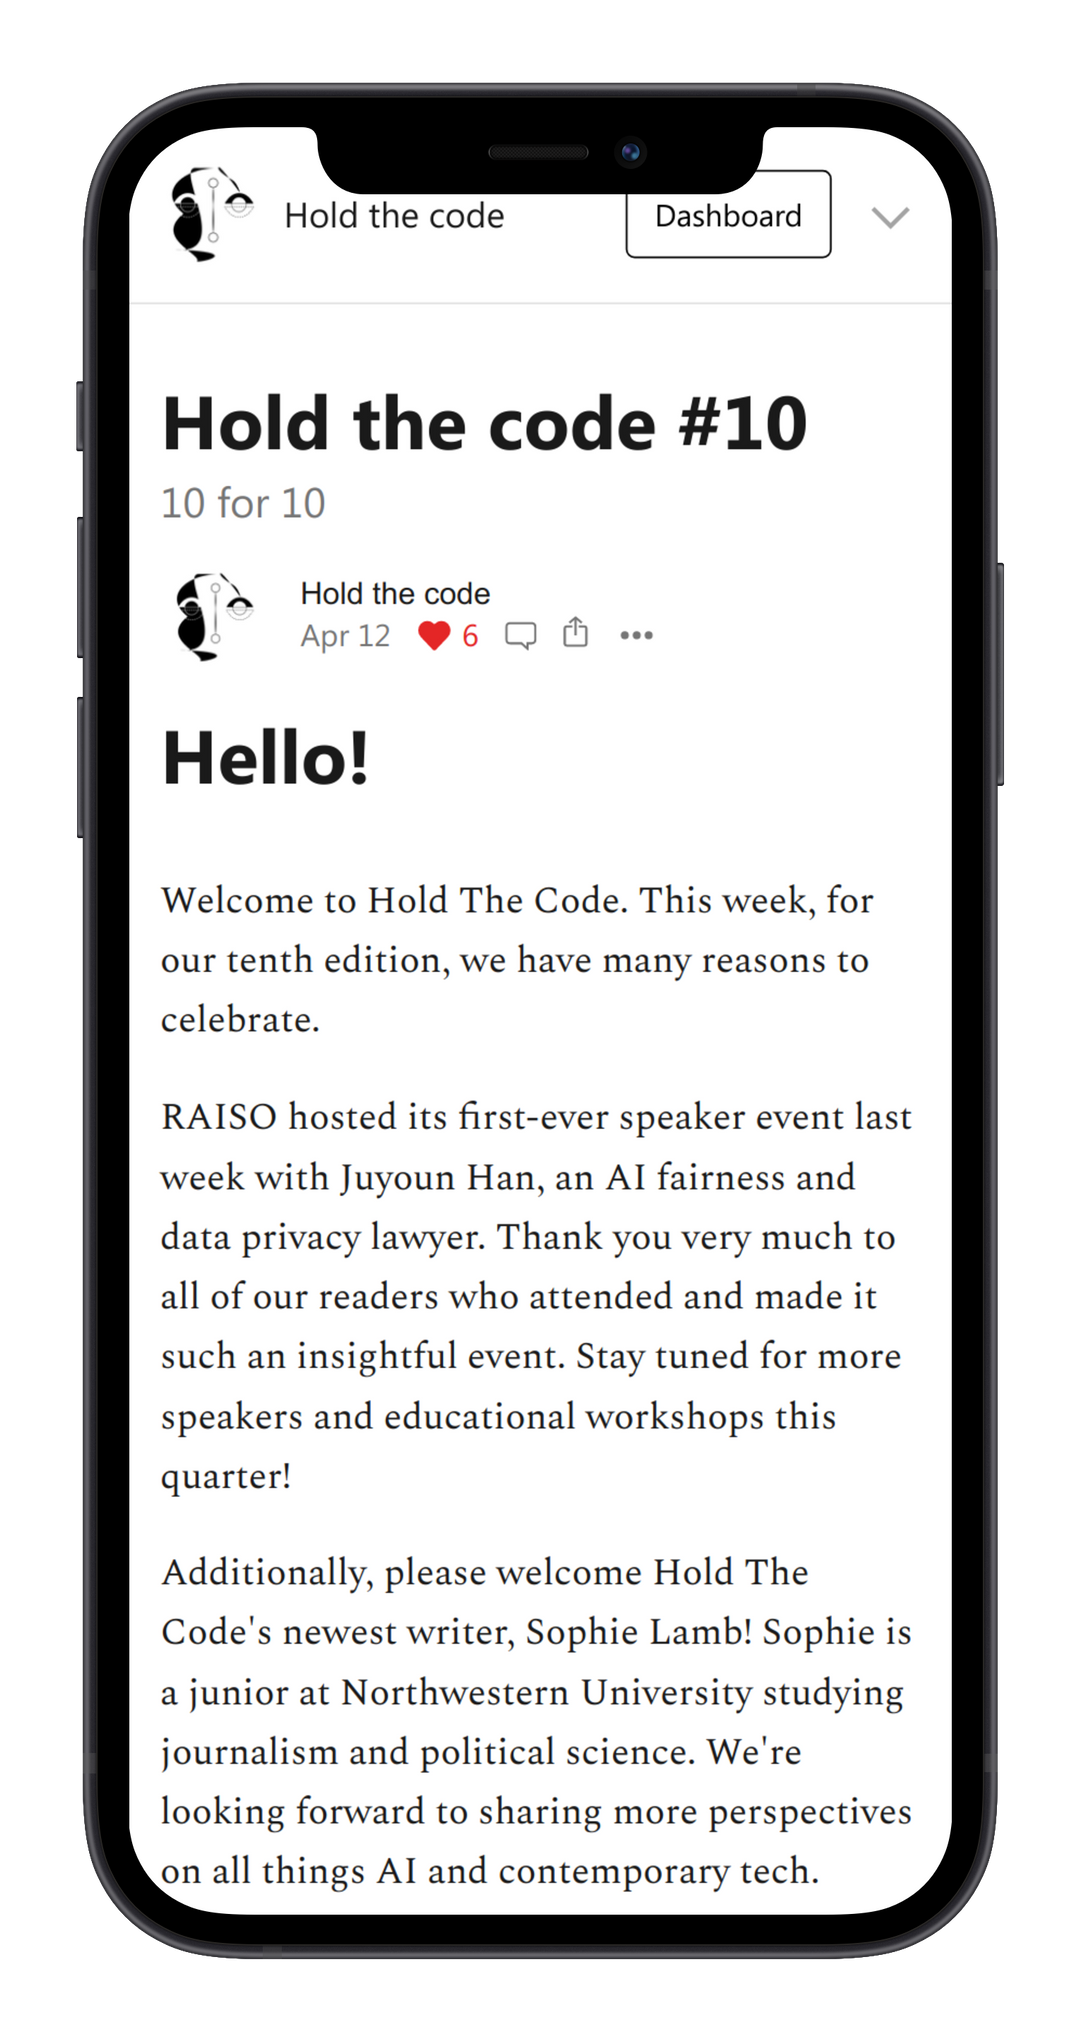 Hold the code
Dashboard
Hold the code #10
10 for 10
Hold the code
Apr 12 6
Hello!
Welcome to Hold The Code. This week, for
our tenth edition, we have many reasons to
celebrate.
RAISO hosted its first-ever speaker event last
week with Juyoun Han, an AI fairness and
data privacy lawyer. Thank you very much to
all of our readers who attended and made it
such an insightful event. Stay tuned for more
speakers and educational workshops this
quarter!
Additionally, please welcome Hold The
Code's newest writer, Sophie Lamb! Sophie is
a junior at Northwestern University studying
journalism and political science. We're
looking forward to sharing more perspectives
on all things AI and contemporary tech.